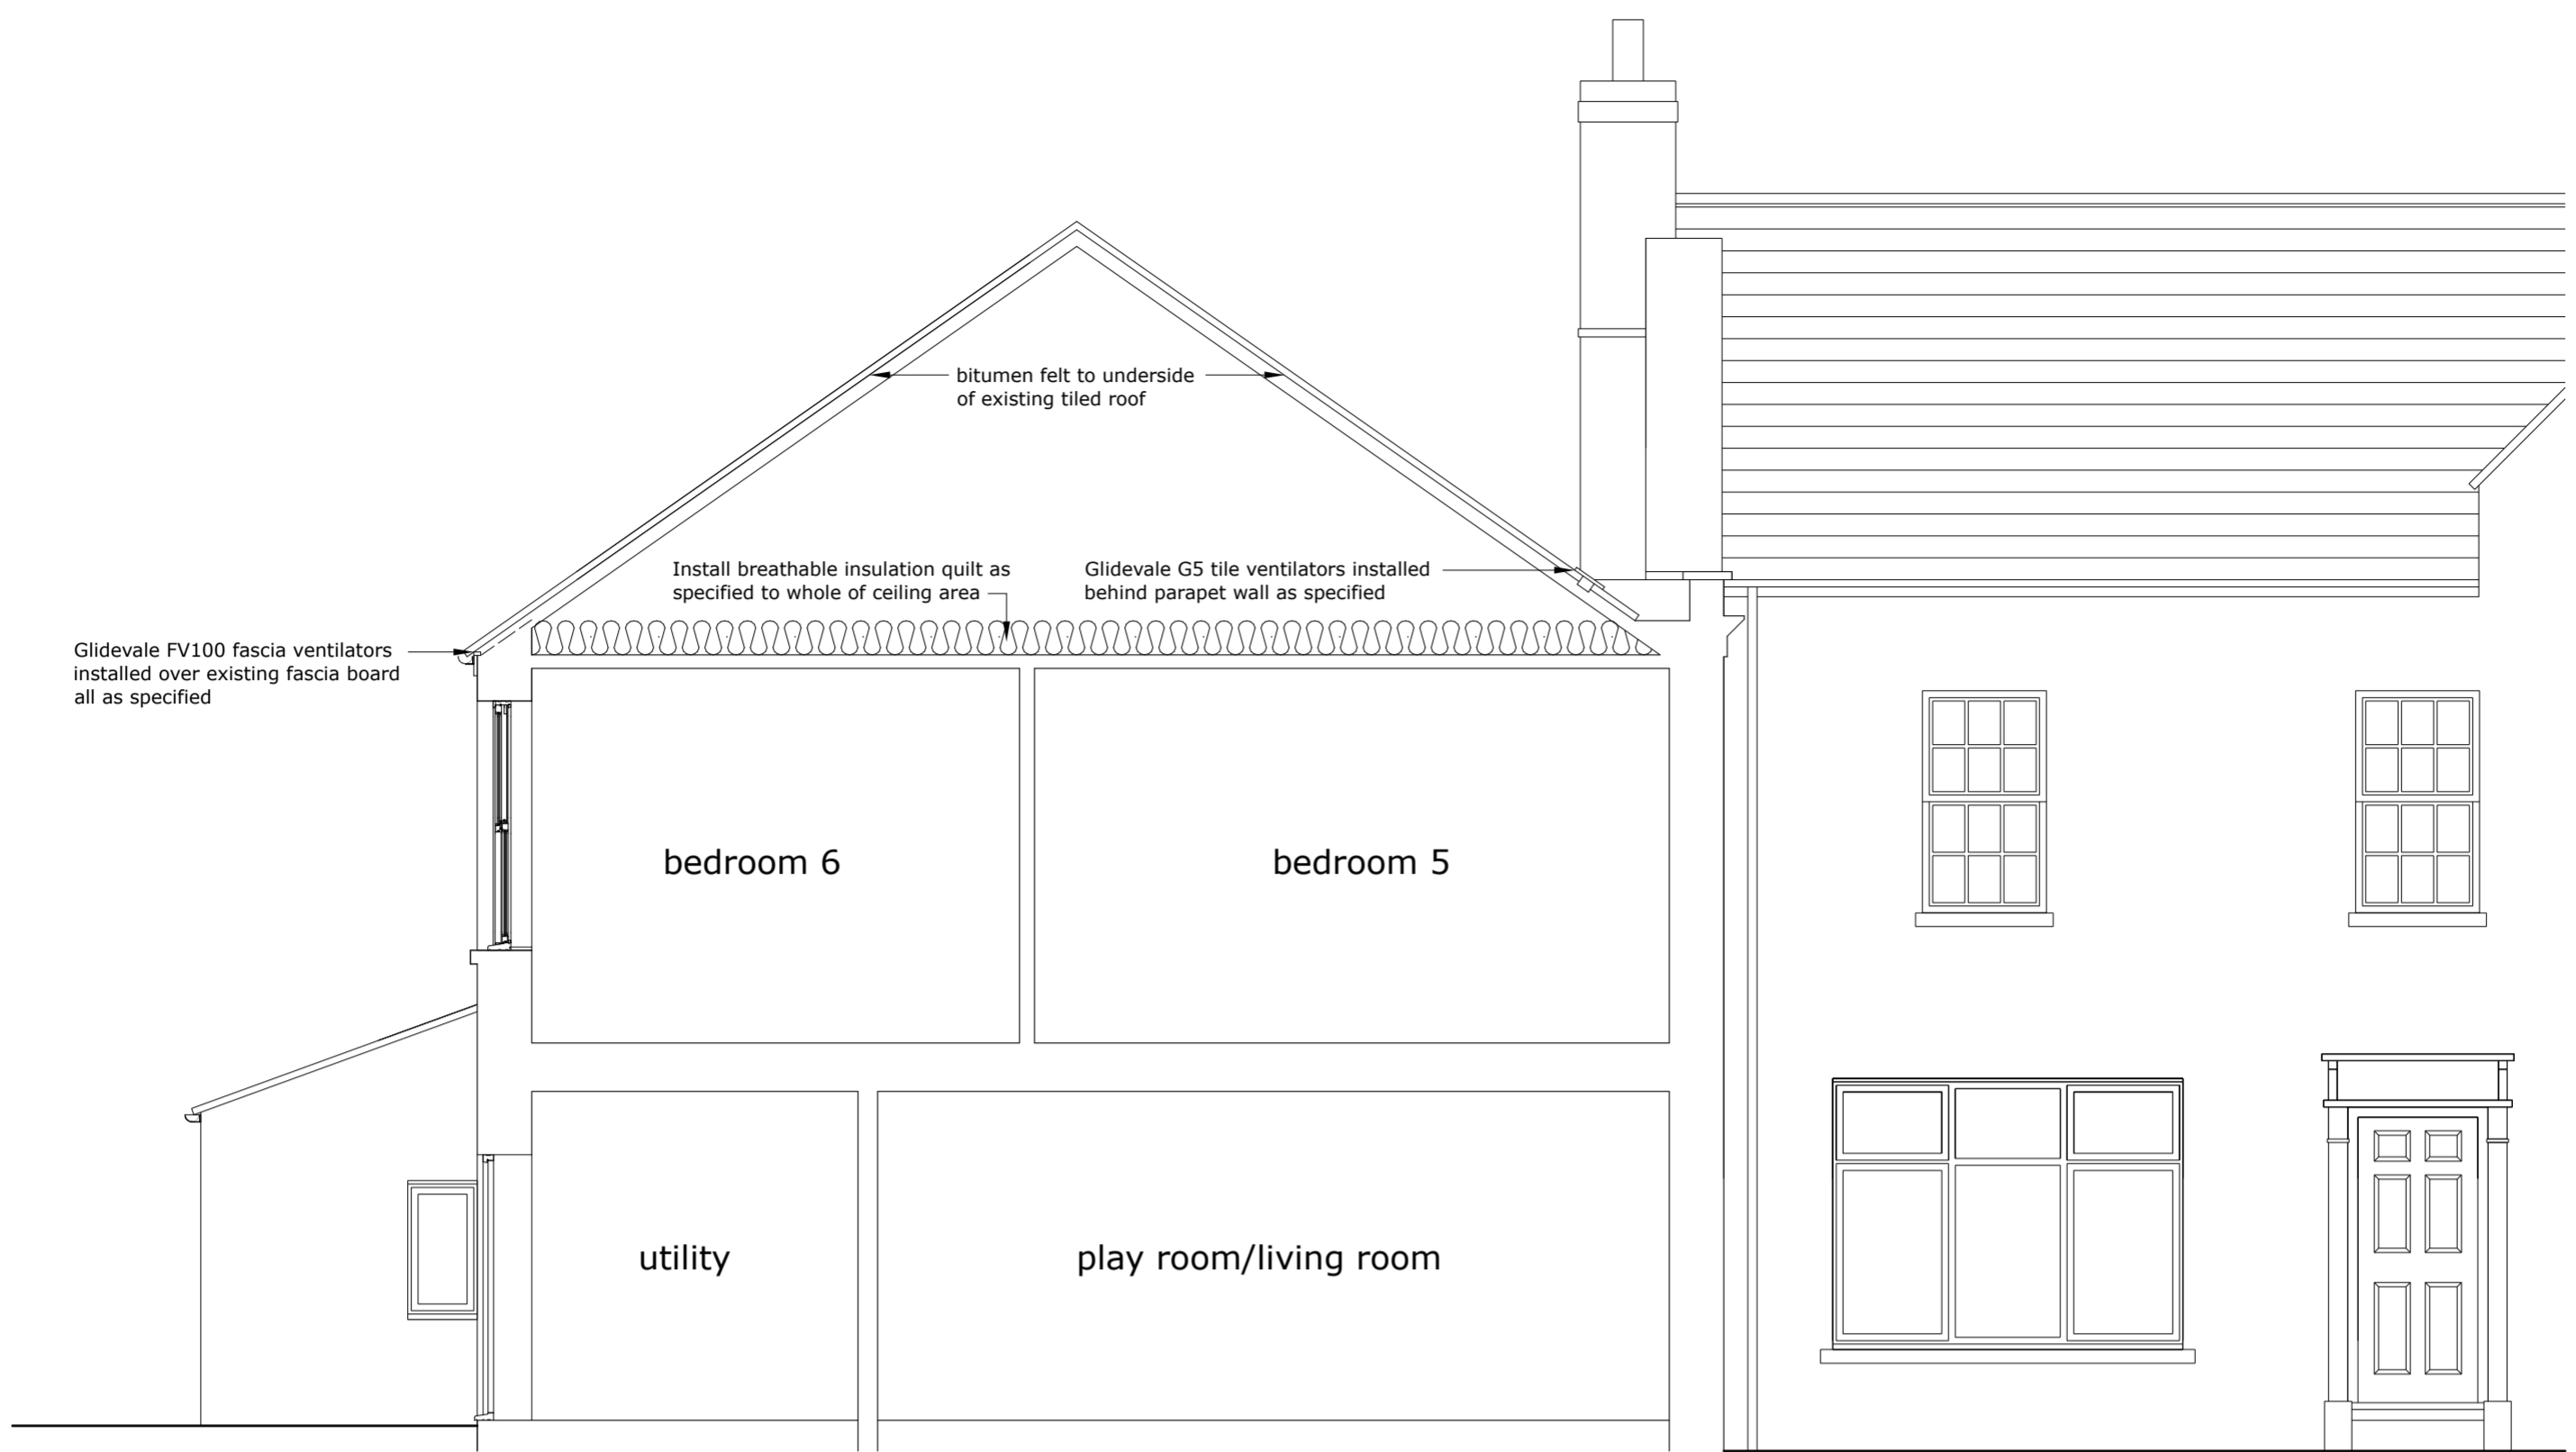 bitumen felt to underside
of existing tiled roof
Install breathable insulation quilt as
specified to whole of ceiling area
Glidevale G5 tile ventilators installed
behind parapet wall as specified
Glidevale FV100 fascia ventilators
installed over existing fascia board
all as specified
bedroom 6
bedroom 5
utility
play room/living room